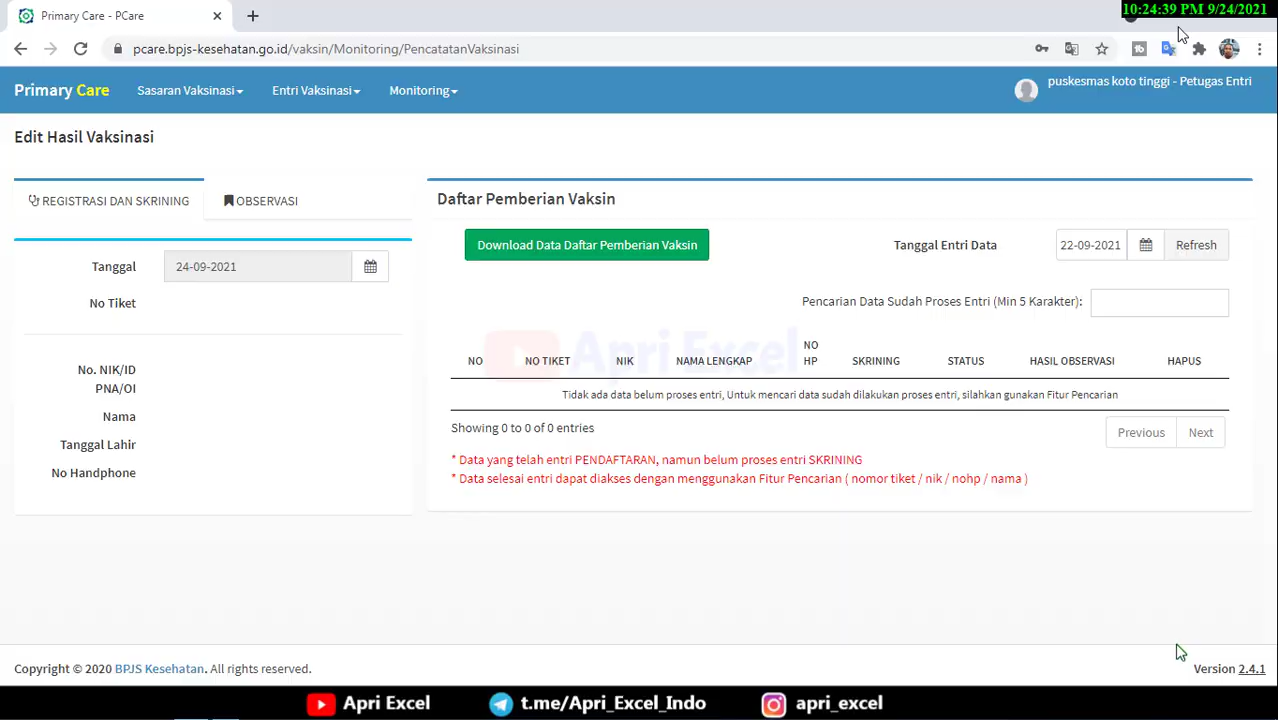 Primary Care - PCare
10:24:39 PM 9/24/2021
pcare.bpjs-kesehatan.go.id/vaksin/Monitoring/PencatatanVaksinasi
Primary Care
Sasaran Vaksinasi
Entri Vaksinasi
Monitoring
puskesmas koto tinggi - Petugas Entri
Edit Hasil Vaksinasi
REGISTRASI DAN SKRINING
OBSERVASI
Tanggal 24-09-2021
No Tiket
No. NIK/ID
PNA/OI
Nama
Tanggal Lahir
No Handphone
Daftar Pemberian Vaksin
Download Data Daftar Pemberian Vaksin
Tanggal Entri Data 22-09-2021 Refresh
Pencarian Data Sudah Proses Entri (Min 5 Karakter):
Apri Excel
NO NO TIKET NIK NAMA LENGKAP NO HP SKRINING STATUS HASIL OBSERVASI HAPUS
Tidak ada data belum proses entri, Untuk mencari data sudah dilakukan proses entri, silahkan gunakan Fitur Pencarian
Showing 0 to 0 of 0 entries
Previous Next
* Data yang telah entri PENDAFTARAN, namun belum proses entri SKRINING
* Data selesai entri dapat diakses dengan menggunakan Fitur Pencarian ( nomor tiket / nik / nohp / nama )
Copyright © 2020 BPJS Kesehatan. All rights reserved.
Version 2.4.1
Apri Excel
t.me/Apri_Excel_Indo
apri_excel